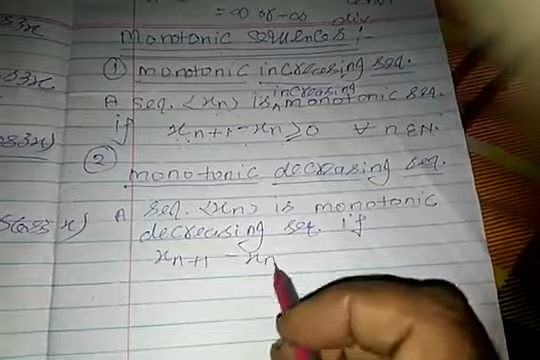 = ∞ or -∞ div.
Monotonic sequences :-
① monotonic increasing seq.
increasing
A seq. <xn> is ∧ monotonic seq.
if xn+1 - xn ≥ 0 ∀ n ∈ N.
② monotonic decreasing seq.
A seq. <xn> is monotonic
decreasing seq. if
xn+1 - xn